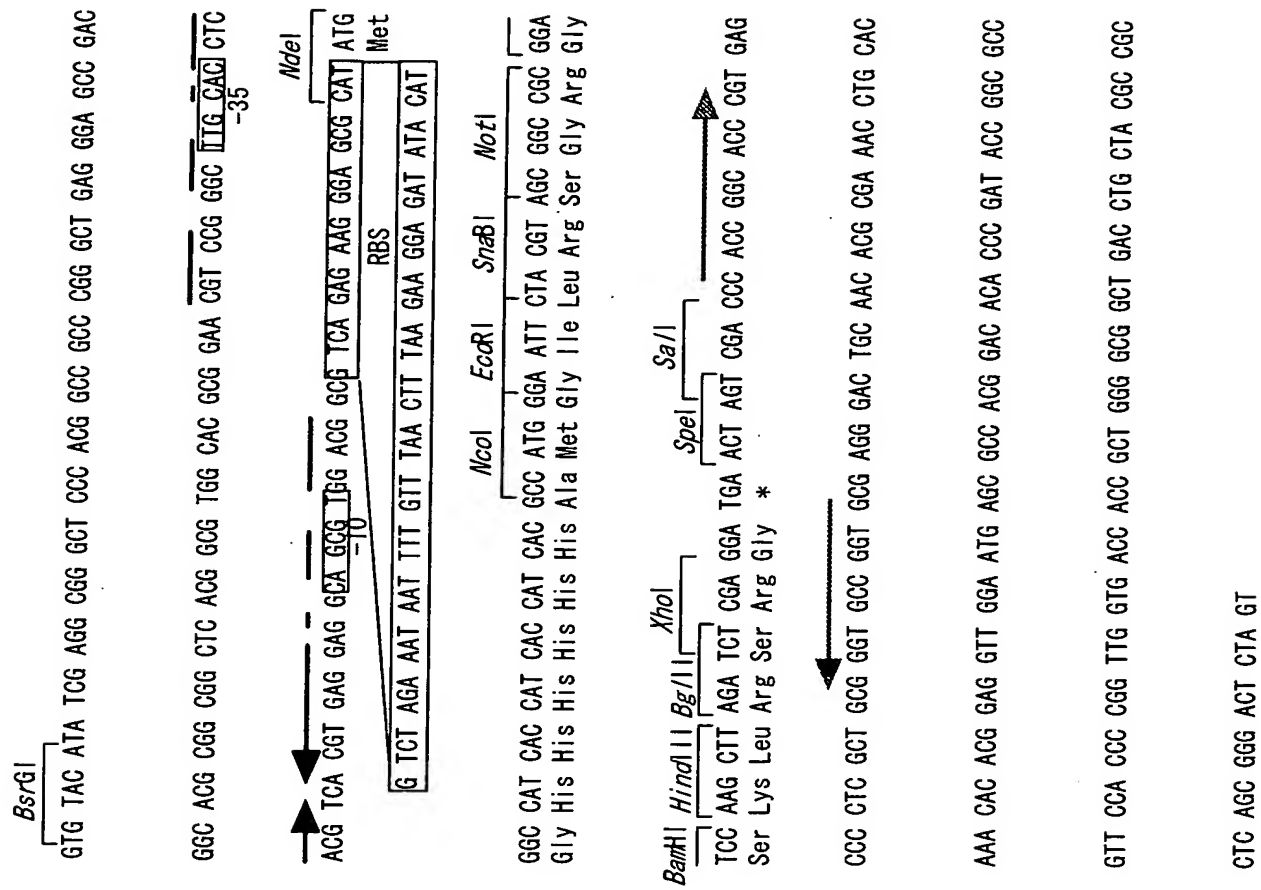 BsrGI
GTG TAC ATA TCG AGG CGG GCT CCC ACG GCC GCC GCC CGG GCT GAG GGA GCC GAC
GGC ACG CGG CGG CTC ACG GCG TGG CAC GCG GAA CGT CCG GGC TTG CAC CTC
-35
NdeI
ACG TCA CGT GAG GAG GCA GCG TGG ACG GCG TCA GAG AAG GGA GCG CAT ATG
-10
Met
RBS
G TCT AGA AAT AAT TTT GTT TAA CTT TAA GAA GGA GAT ATA CAT
NcoI EcoRI SnaBI NotI
GGC CAT CAC CAT CAC CAT CAC GCC ATG GGA ATT CTA CGT AGC GGC CGC GGA
Gly His His His His His His Ala Met Gly Ile Leu Arg Ser Gly Arg Gly
BamHI HindIII BglII XhoI SpeI SalI
TCC AAG CTT AGA TCT CGA GGA TGA ACT AGT CGA CCC ACC GGC ACC CGT GAG
Ser Lys Leu Arg Ser Arg Gly *
CCC CTC GCT GCG GGT GCC GGT GCG AGG GAC TGC AAC ACG CGA AAC CTG CAC
AAA CAC ACG GAG GTT GGA ATG AGC GCC ACG GAC ACA CCC GAT ACC GGC GCC
GTT CCA CCC CGG TTG GTG ACC ACC GCT GGG GCG GCT GAC CTG CTA CGC CGC
CTC AGC GGG ACT CTA GT